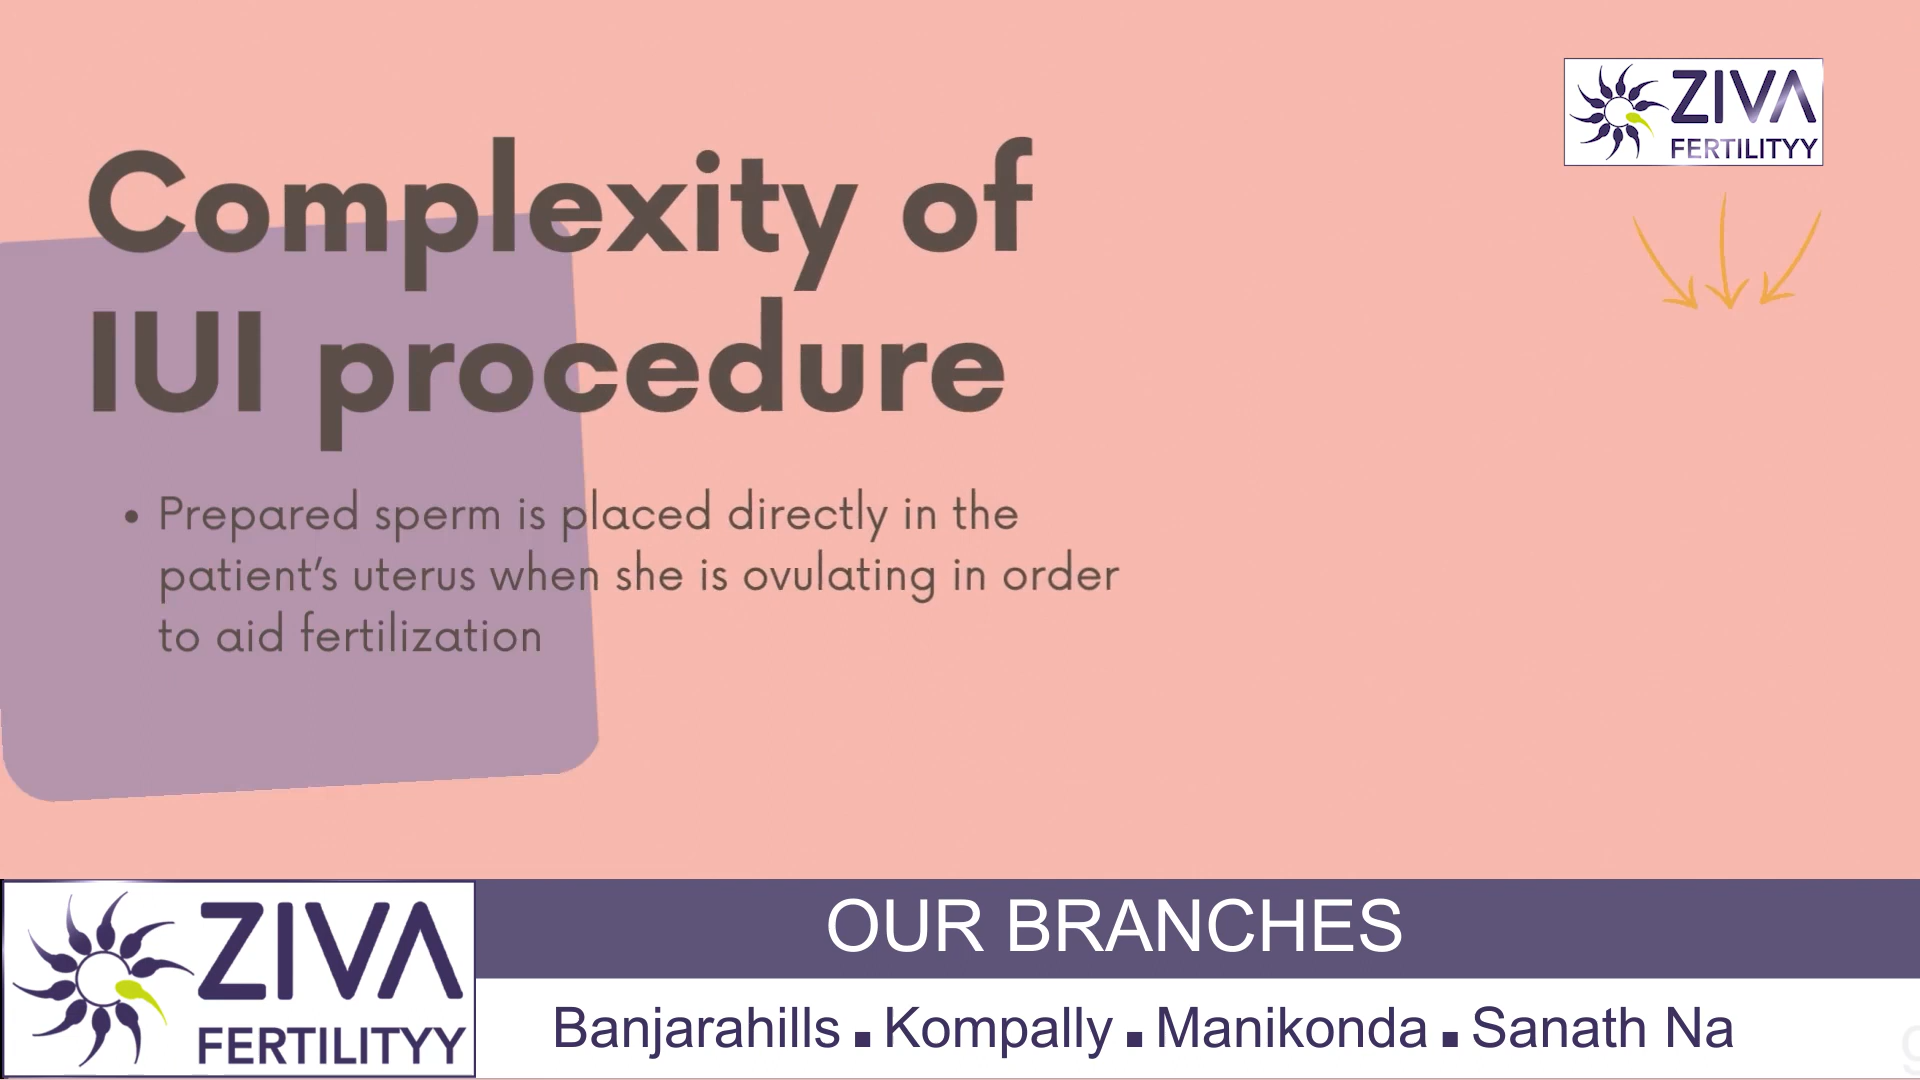 ZIVA
FERTILITYY
Complexity of
IUI procedure
• Prepared sperm is placed directly in the
patient’s uterus when she is ovulating in order
to aid fertilization
ZIVA
FERTILITYY
OUR BRANCHES
Banjarahills ▪ Kompally ▪ Manikonda ▪ Sanath Na